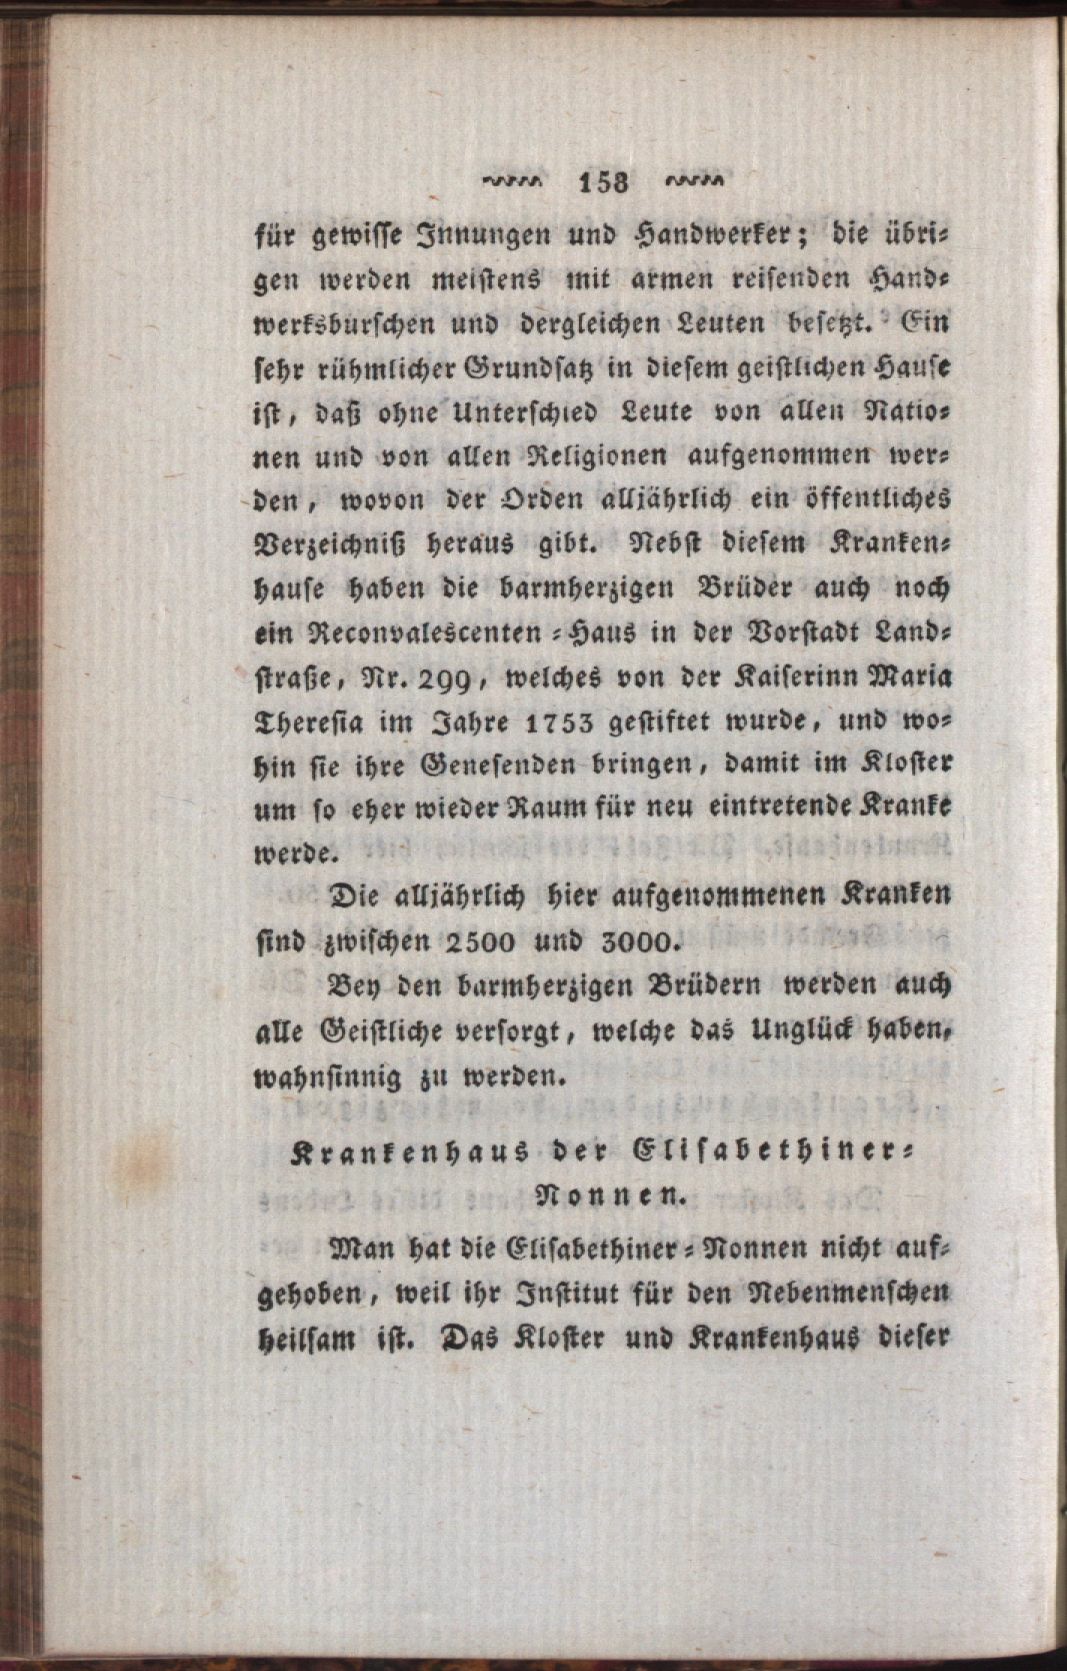 158
für gewisse Innungen und Handwerker; die übri-
gen werden meistens mit armen reisenden Hand-
werksburschen und dergleichen Leuten besetzt. Ein
sehr rühmlicher Grundsatz in diesem geistlichen Hause
ist, daß ohne Unterschied Leute von allen Natio-
nen und von allen Religionen aufgenommen wer-
den, wovon der Orden alljährlich ein öffentliches
Verzeichniß heraus gibt. Nebst diesem Kranken-
hause haben die barmherzigen Brüder auch noch
ein Reconvalescenten-Haus in der Vorstadt Land-
straße, Nr. 299, welches von der Kaiserinn Maria
Theresia im Jahre 1753 gestiftet wurde, und wo-
hin sie ihre Genesenden bringen, damit im Kloster
um so eher wieder Raum für neu eintretende Kranke
werde.
Die alljährlich hier aufgenommenen Kranken
sind zwischen 2500 und 3000.
Bey den barmherzigen Brüdern werden auch
alle Geistliche versorgt, welche das Unglück haben,
wahnsinnig zu werden.
Krankenhaus der Elisabethiner-
Nonnen.
Man hat die Elisabethiner-Nonnen nicht auf-
gehoben, weil ihr Institut für den Nebenmenschen
heilsam ist. Das Kloster und Krankenhaus dieser